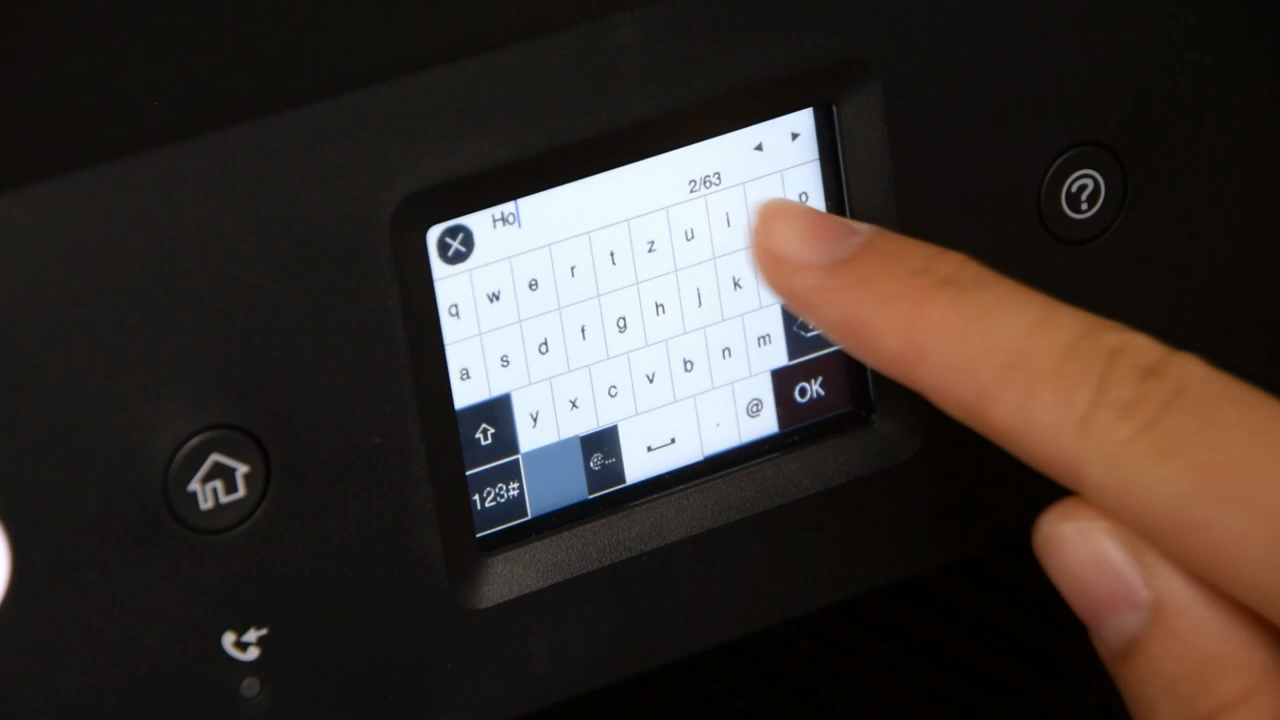 Ho
2/63
q w e r t z u i p
a s d f g h j k
y x c v b n m
123# @... . @ OK
?